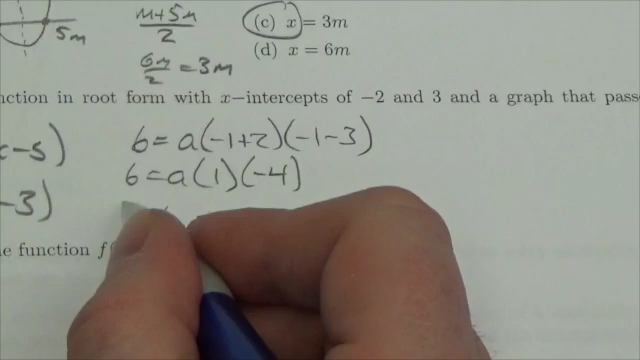 m+5m
2
6m
2 = 3m
5m
(c) x = 3m
(d) x = 6m
nction in root form with x−intercepts of −2 and 3 and a graph that pass
x-5)
6=a(-1+2)(-1-3)
6=a(1)(-4)
-3)
e function f